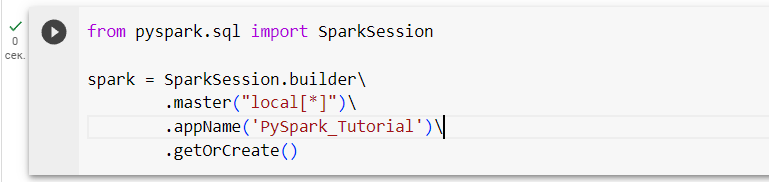 from pyspark.sql import SparkSession
0
сек.
spark = SparkSession.builder\
.master("local[*]")\
.appName('PySpark_Tutorial')\
.getOrCreate()